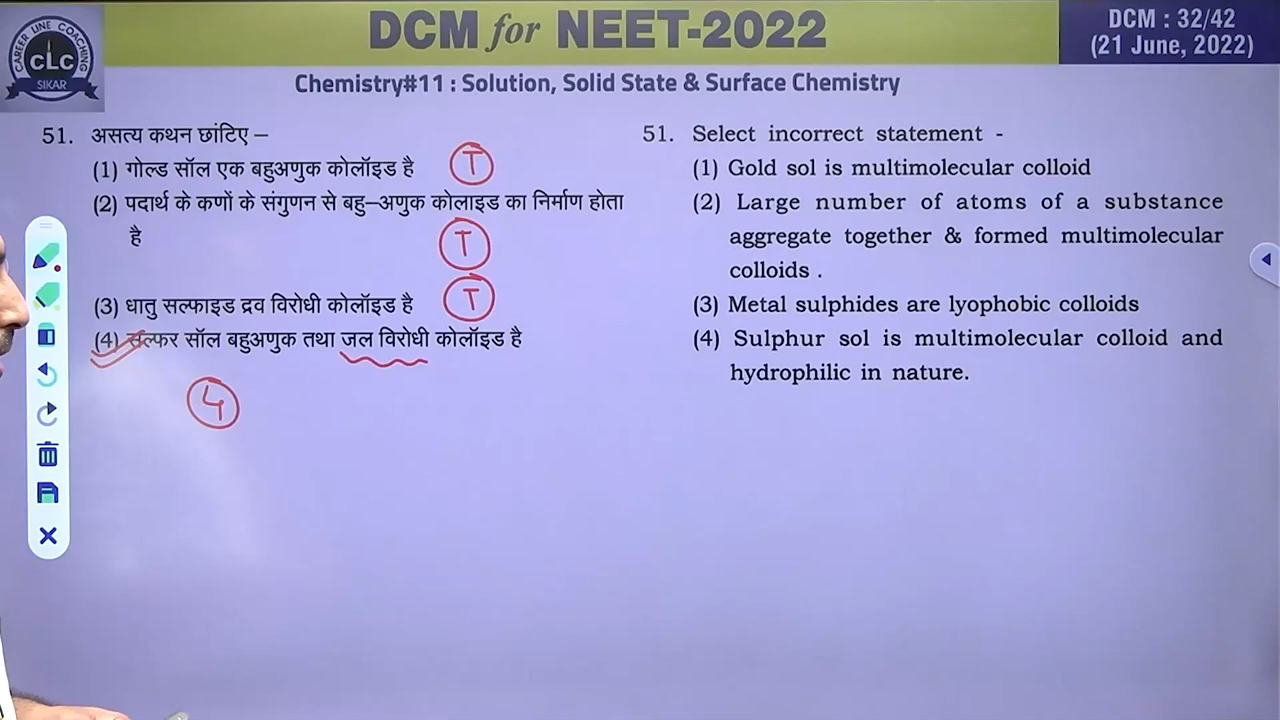 CAREER LINE COACHING
CLC
SIKAR
DCM for NEET-2022
DCM : 32/42
(21 June, 2022)
Chemistry#11 : Solution, Solid State & Surface Chemistry
51. असत्य कथन छांटिए –
(1) गोल्ड सॉल एक बहुअणुक कोलॉइड है
T
(2) पदार्थ के कणों के संगुणन से बहु–अणुक कोलाइड का निर्माण होता
है
T
(3) धातु सल्फाइड द्रव विरोधी कोलॉइड है
T
(4) सल्फर सॉल बहुअणुक तथा जल विरोधी कोलॉइड है
4
51. Select incorrect statement -
(1) Gold sol is multimolecular colloid
(2) Large number of atoms of a substance
aggregate together & formed multimolecular
colloids .
(3) Metal sulphides are lyophobic colloids
(4) Sulphur sol is multimolecular colloid and
hydrophilic in nature.